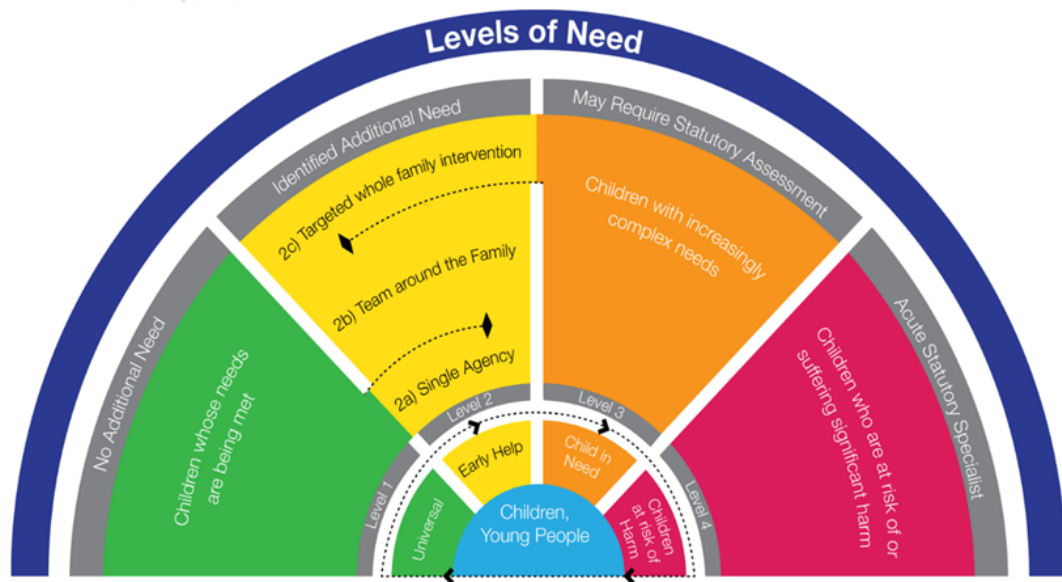 Levels of Need
No Additional Need
Identified Additional Need
May Require Statutory Assessment
Acute Statutory Specialist
Children whose needs
are being met
2c) Targeted whole family intervention
2b) Team around the Family
2a) Single Agency
Children with increasingly
complex needs
Children who are at risk of or
suffering significant harm
Level 1
Level 2
Level 3
Level 4
Universal
Early Help
Child in
Need
Children
at risk of
Harm
Children,
Young People